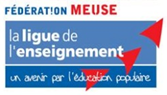 FÉDÉRATION MEUSE
la ligue de
l'enseignement
un avenir par l'éducation populaire